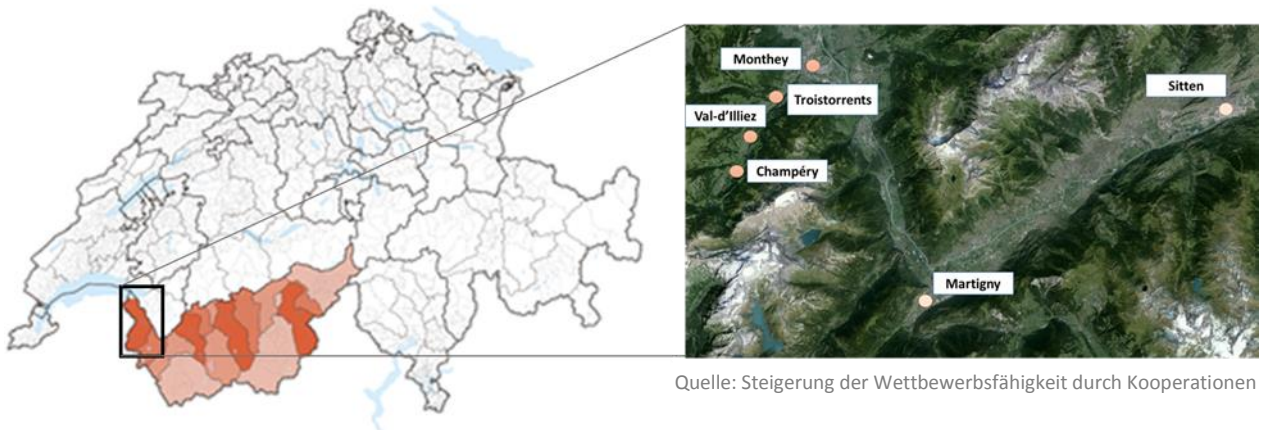 Monthey
Sitten
Troistorrents
Val-d'Illiez
Champéry
Martigny
Quelle: Steigerung der Wettbewerbsfähigkeit durch Kooperationen